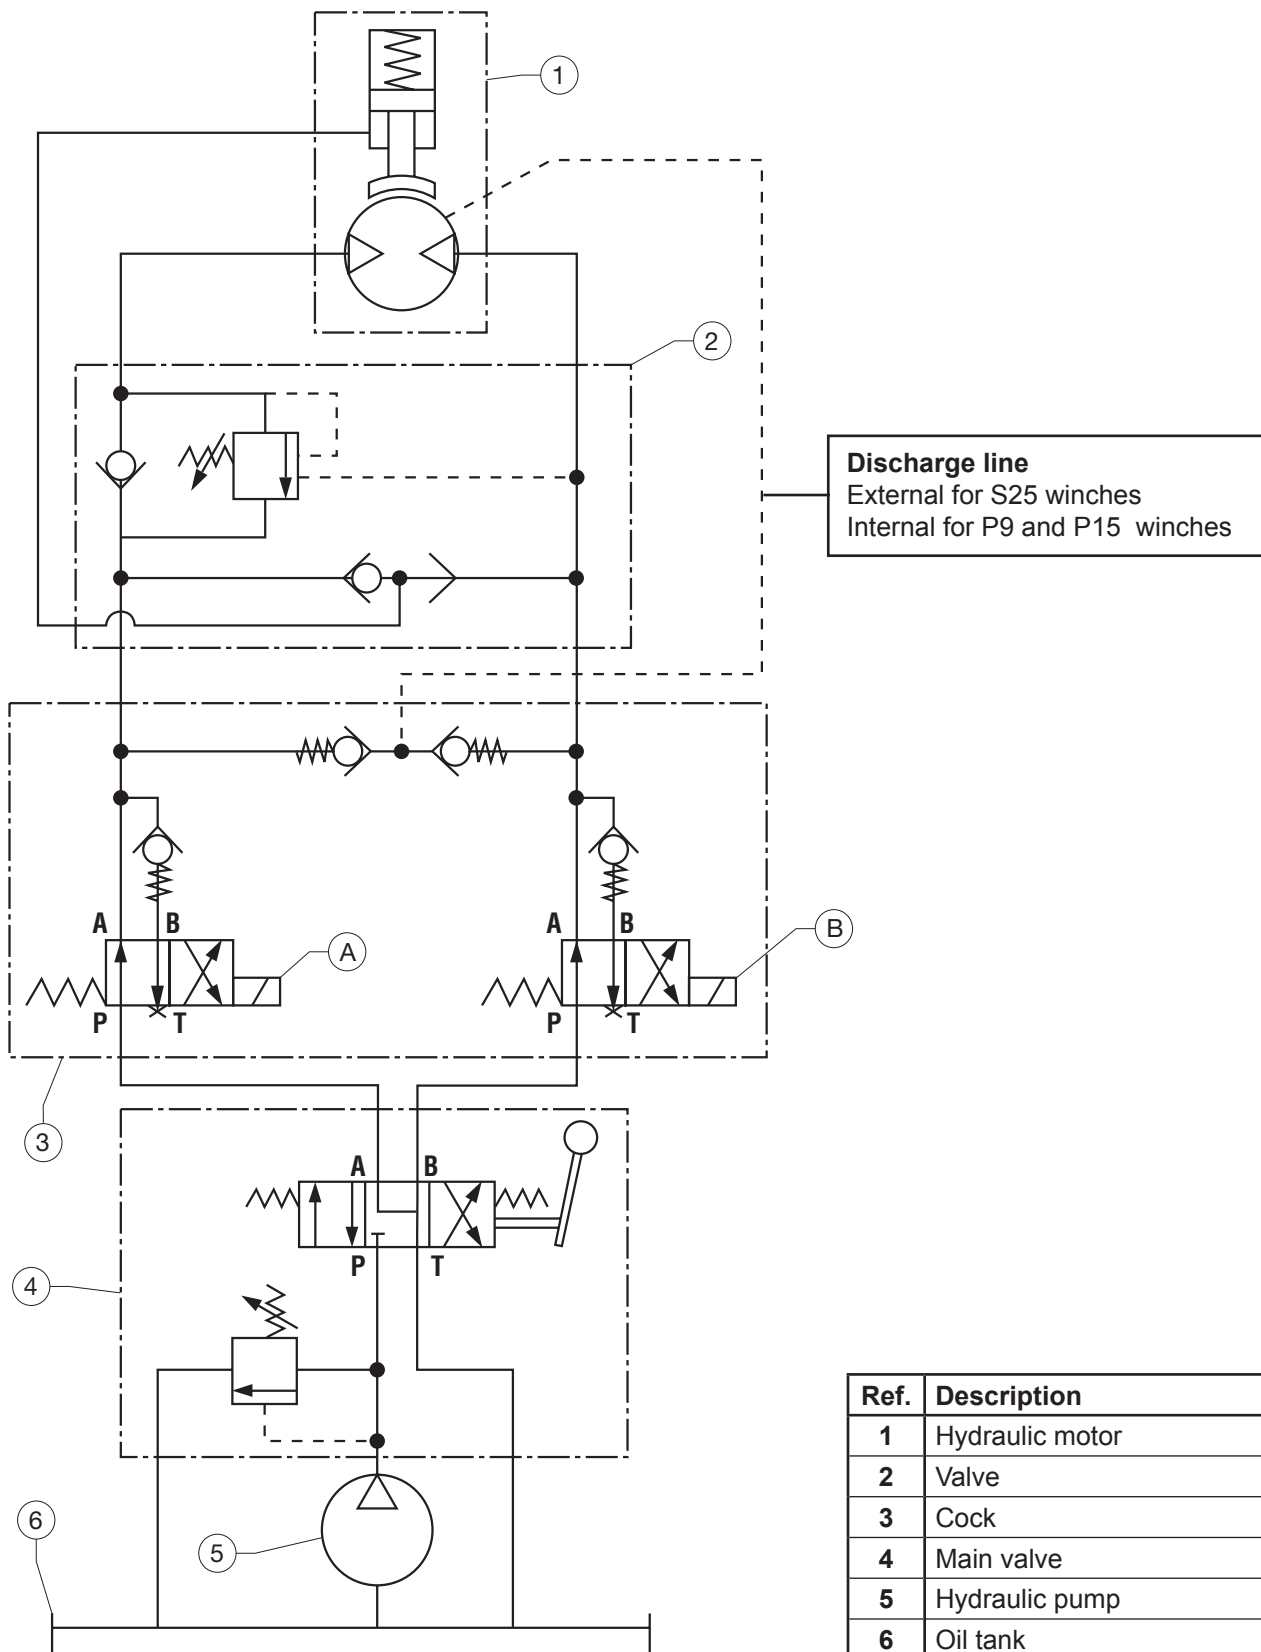 1
2
Discharge line
External for S25 winches
Internal for P9 and P15 winches
A B
A
P T
A B
B
P T
3
A B
P T
4
5
6
Ref. Description
1 Hydraulic motor
2 Valve
3 Cock
4 Main valve
5 Hydraulic pump
6 Oil tank